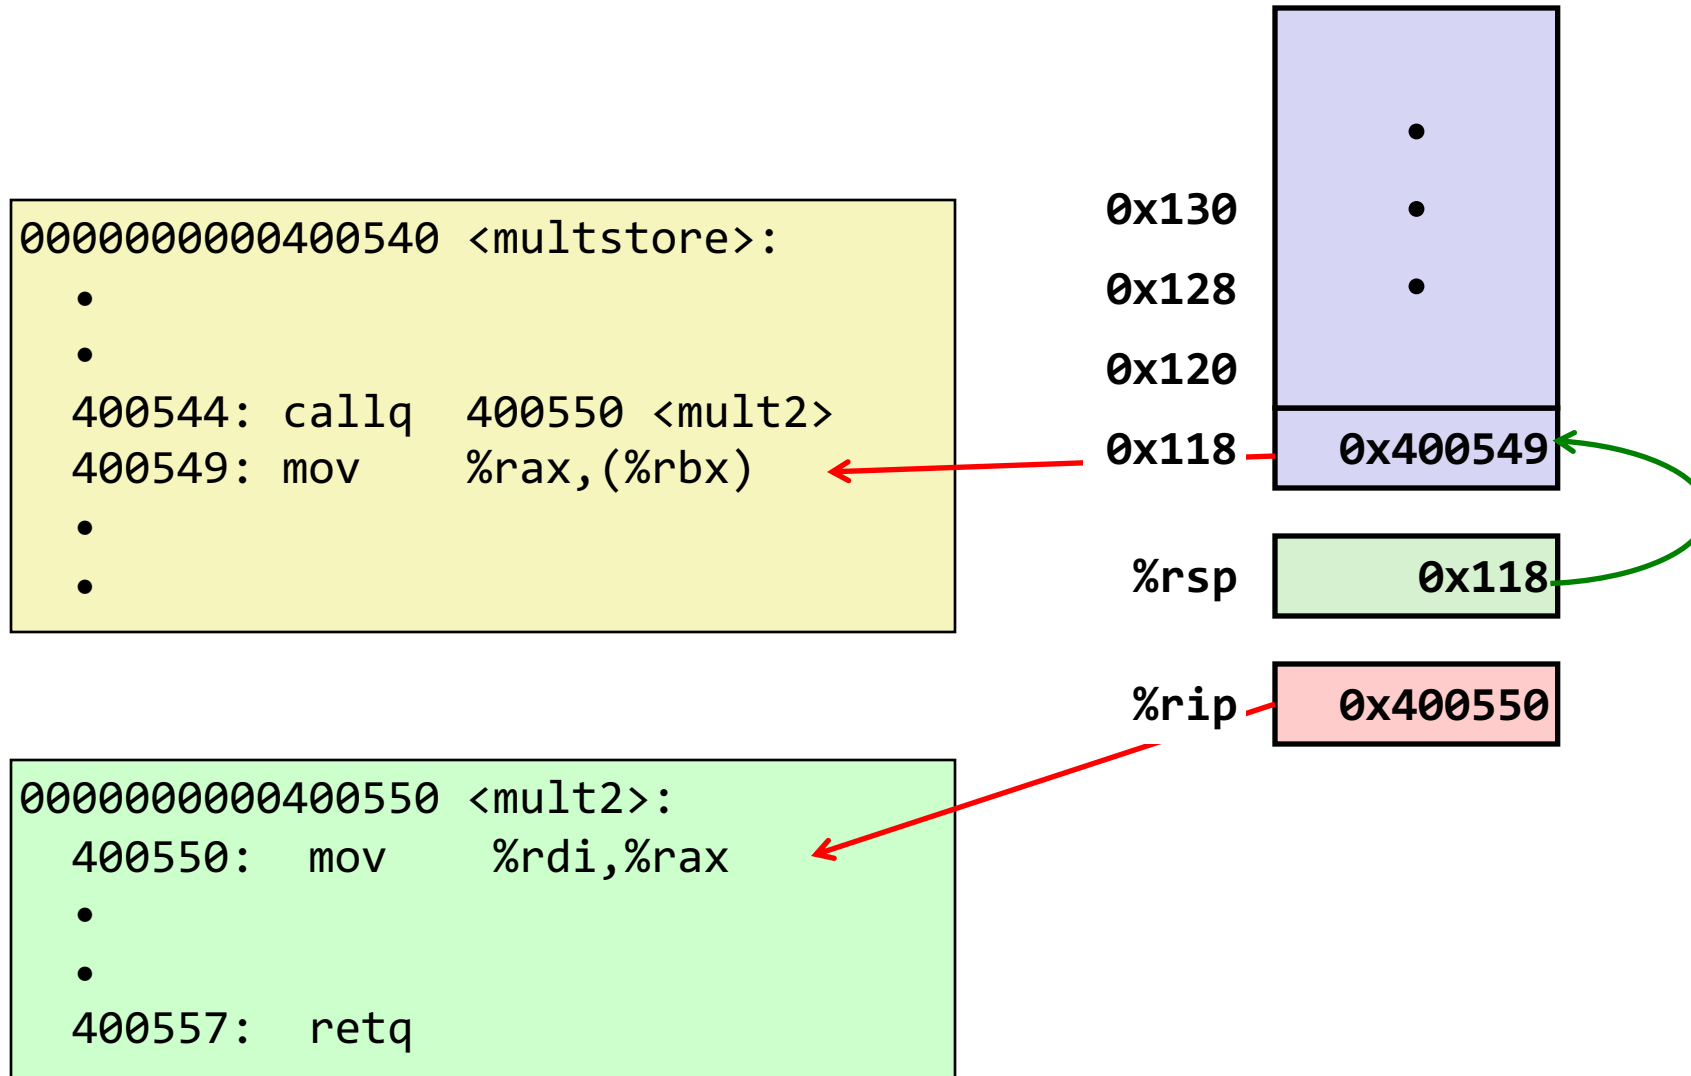 0000000000400540 <multstore>:
•
•
400544: callq  400550 <mult2>
400549: mov    %rax,(%rbx)
•
•
0000000000400550 <mult2>:
400550:  mov    %rdi,%rax
•
•
400557:  retq
•
0x130 •
0x128 •
0x120
0x118 0x400549
%rsp 0x118
%rip 0x400550